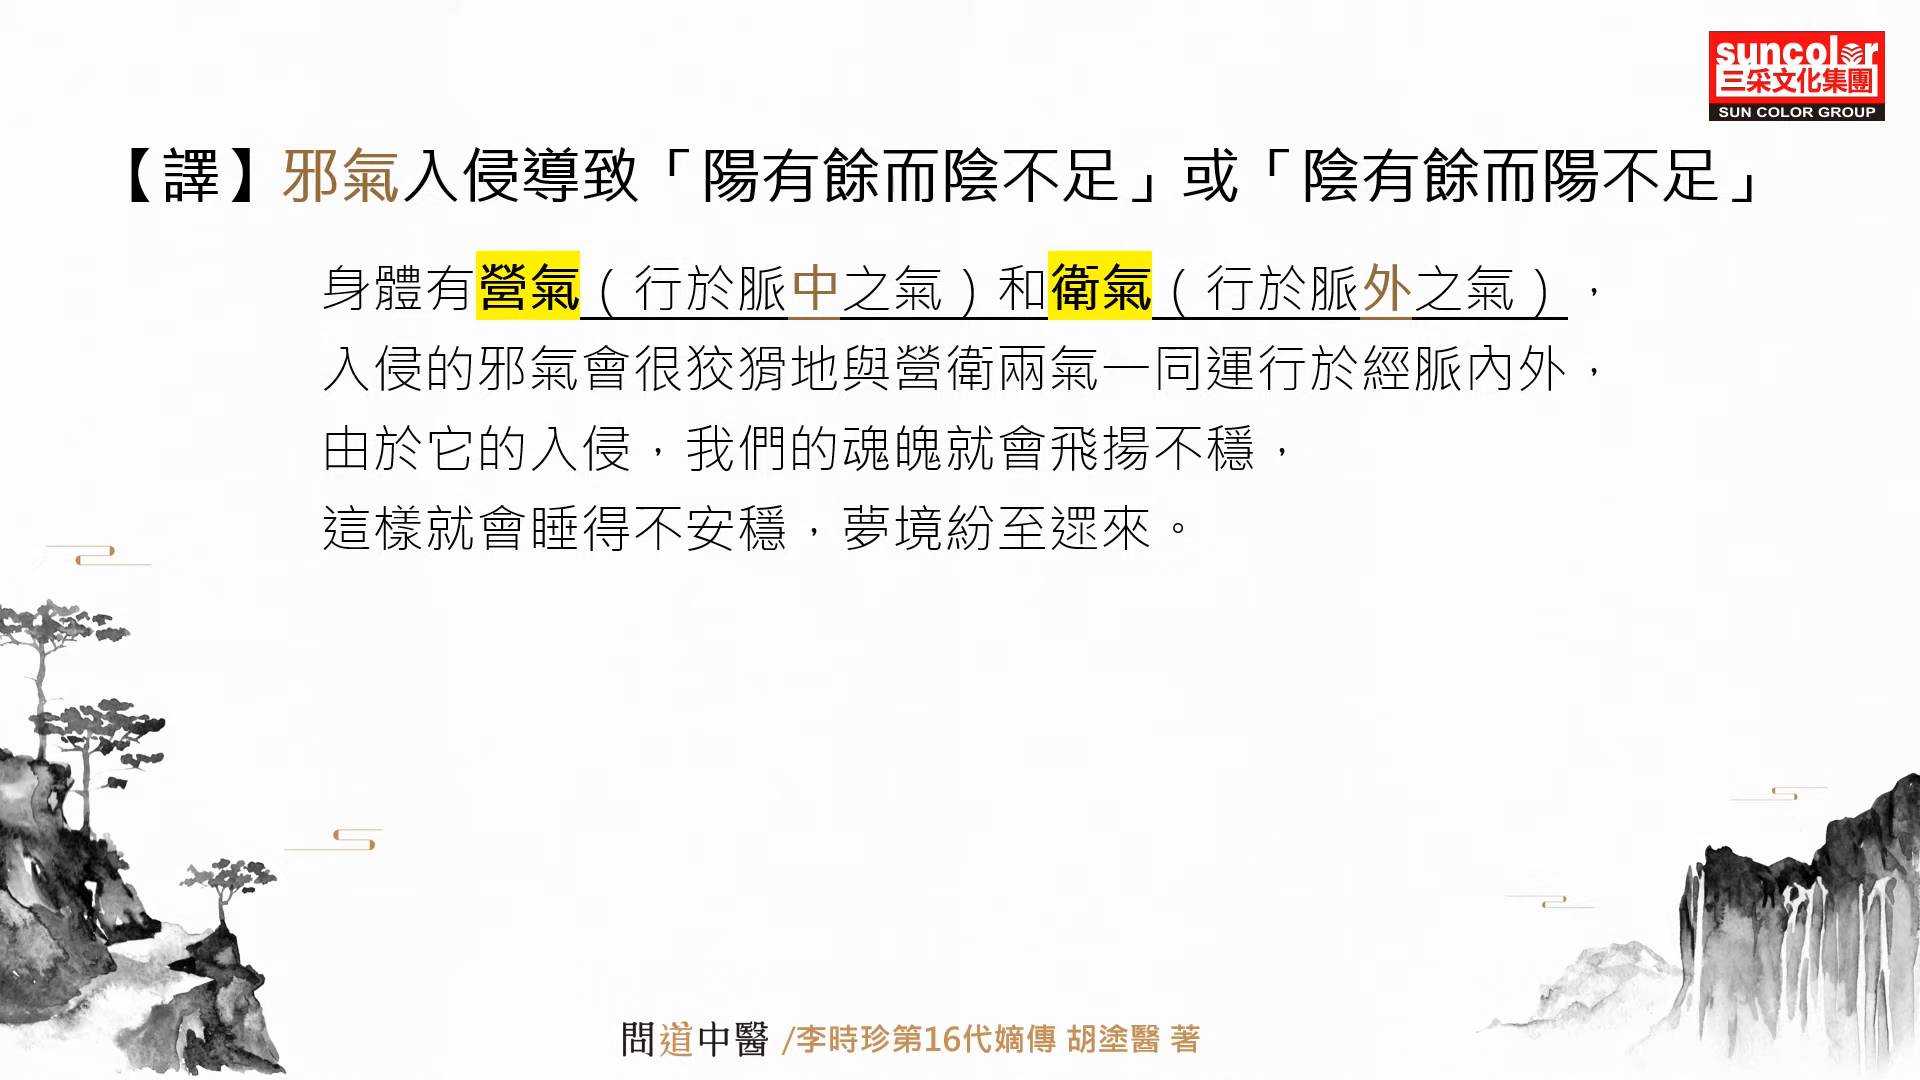 suncolor
三采文化集團
SUN COLOR GROUP
【譯】邪氣入侵導致「陽有餘而陰不足」或「陰有餘而陽不足」
身體有營氣（行於脈中之氣）和衛氣（行於脈外之氣），
入侵的邪氣會很狡猾地與營衛兩氣一同運行於經脈內外，
由於它的入侵，我們的魂魄就會飛揚不穩，
這樣就會睡得不安穩，夢境紛至遝來。
問道中醫 /李時珍第16代嫡傳 胡塗醫 著